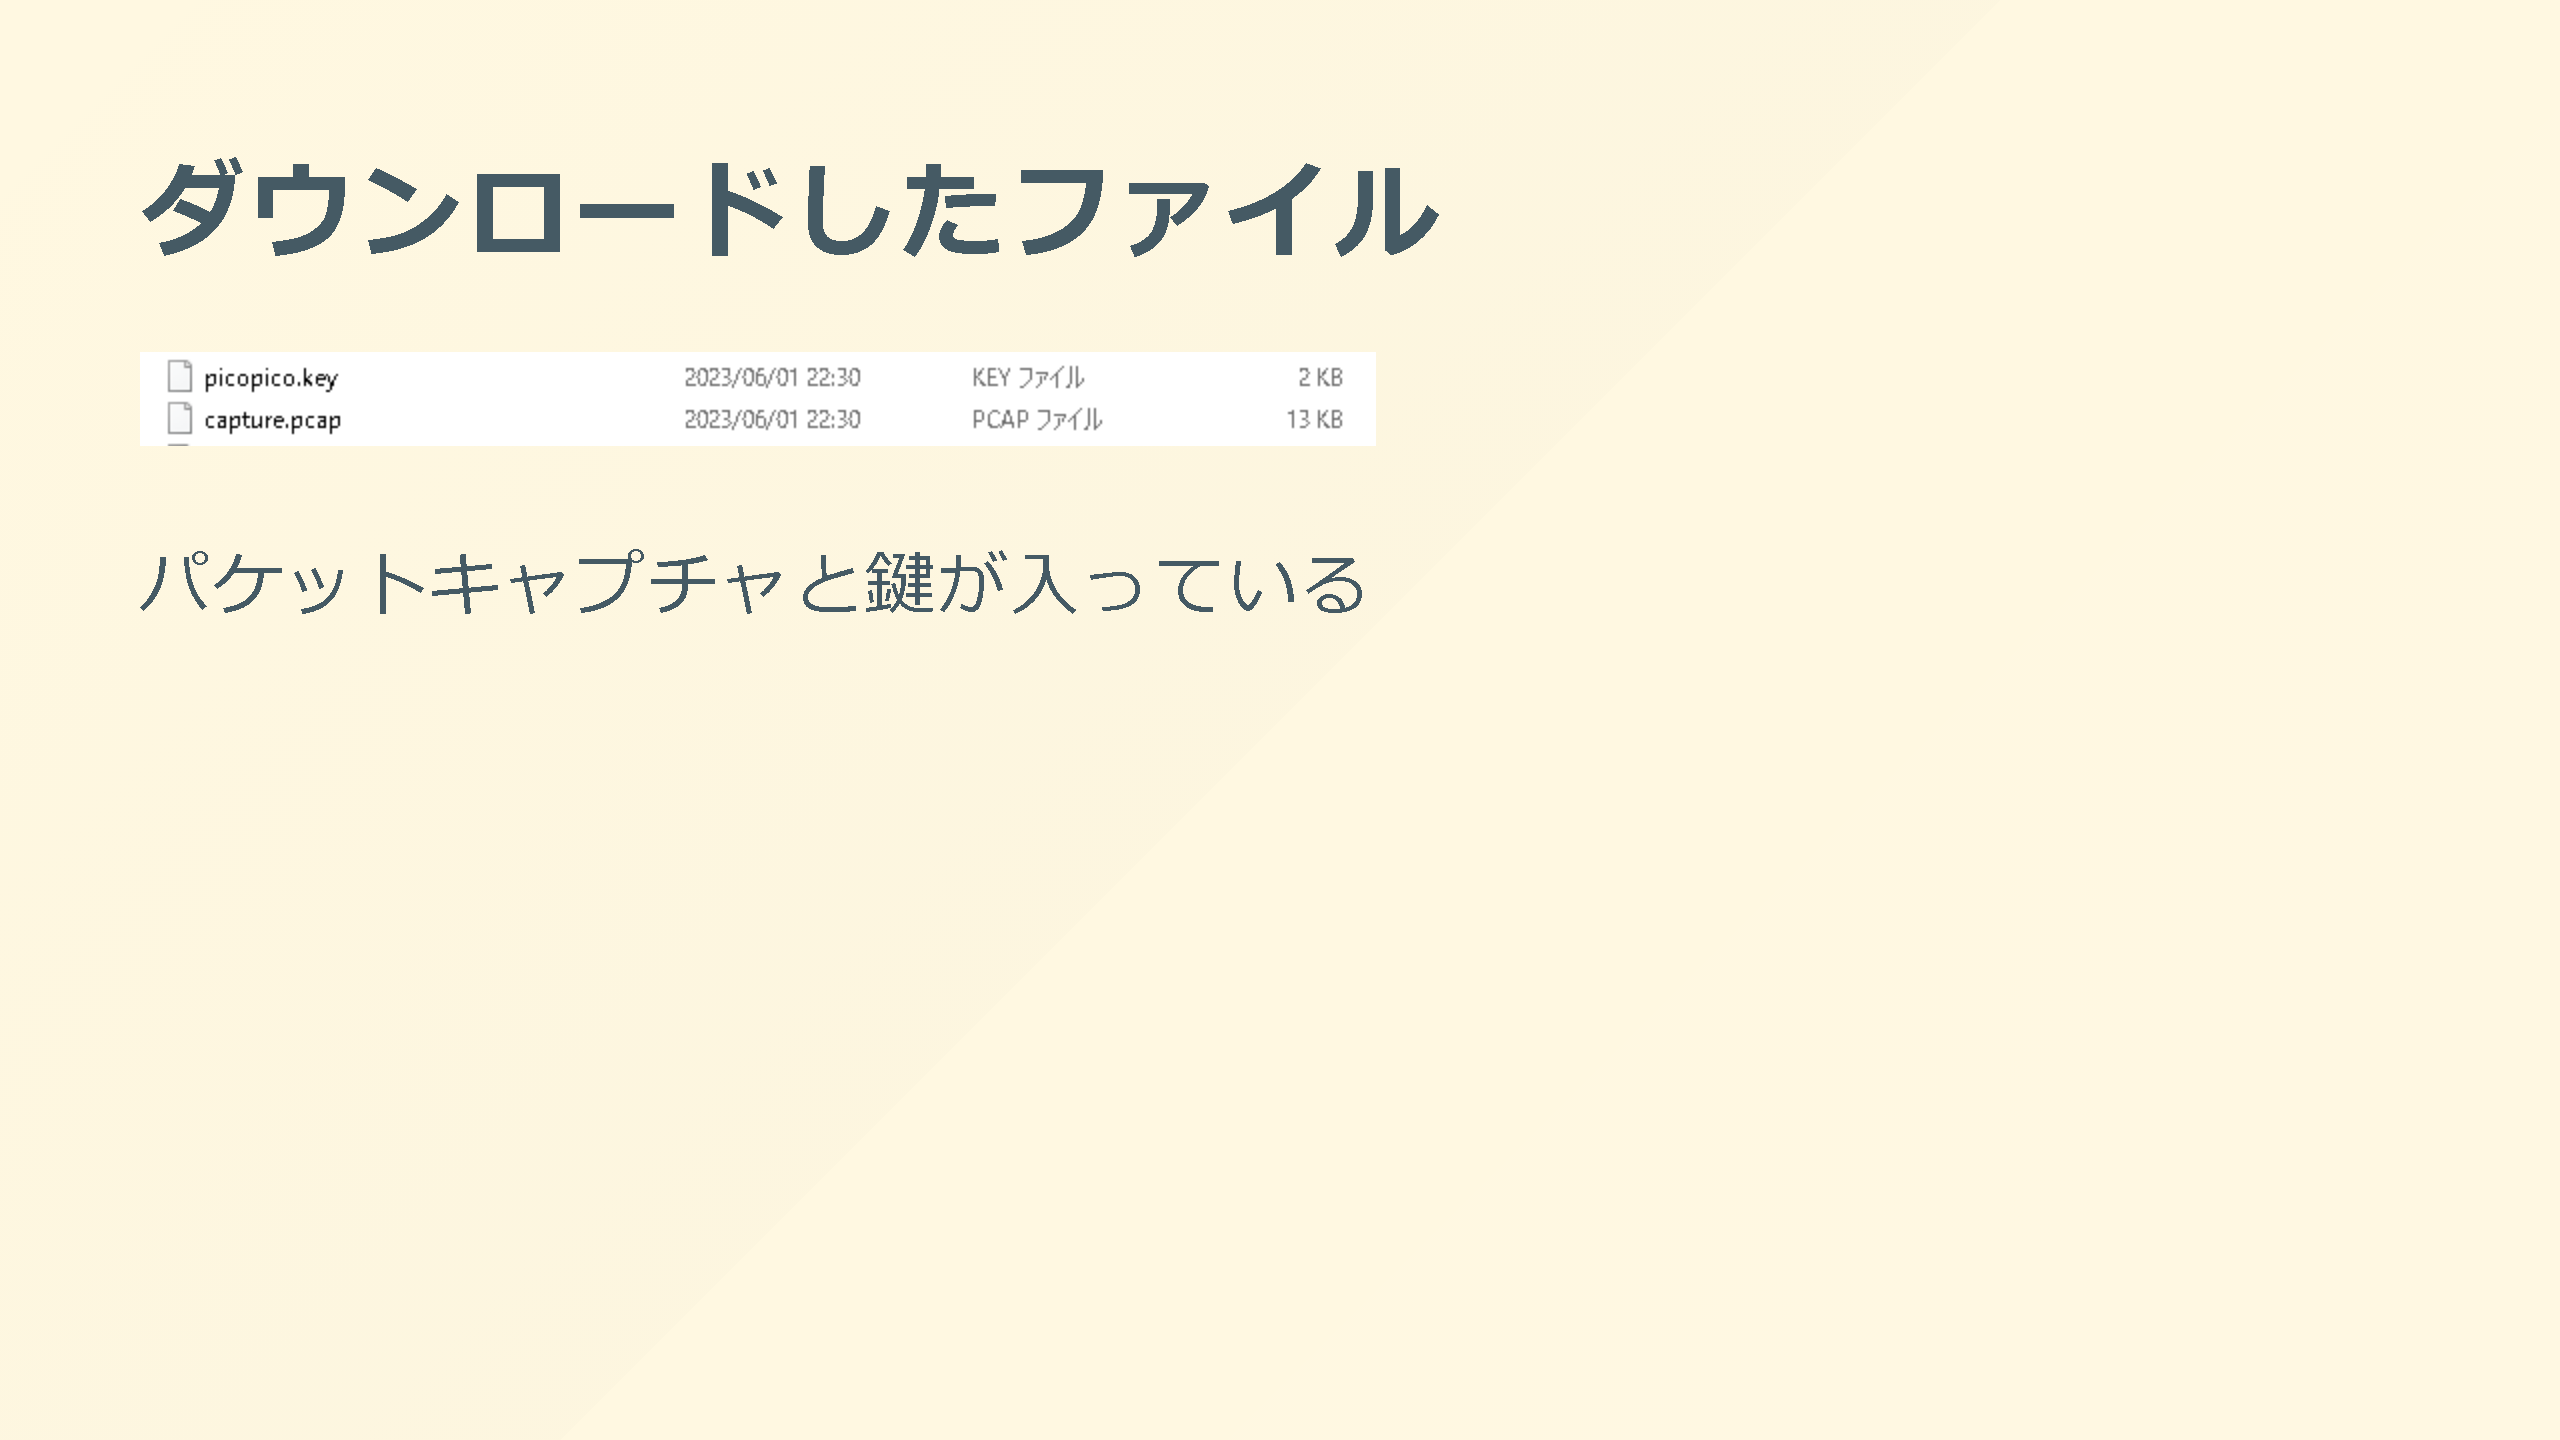 ダウンロードしたファイル
picopico.key 2023/06/01 22:30 KEY ファイル 2 KB
capture.pcap 2023/06/01 22:30 PCAP ファイル 13 KB
パケットキャプチャと鍵が入っている